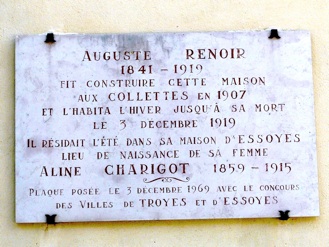 AUGUSTE RENOIR
1841 - 1919
FIT CONSTRUIRE CETTE MAISON
AUX COLLETTES EN 1907
ET L'HABITA L'HIVER JUSQU'À SA MORT
LE 3 DÉCEMBRE 1919
IL RÉSIDAIT L'ÉTÉ DANS SA MAISON D'ESSOYES
LIEU DE NAISSANCE DE SA FEMME
ALINE CHARIGOT 1859 - 1915
PLAQUE POSÉE LE 3 DÉCEMBRE 1969 AVEC LE CONCOURS
DES VILLES DE TROYES ET D'ESSOYES